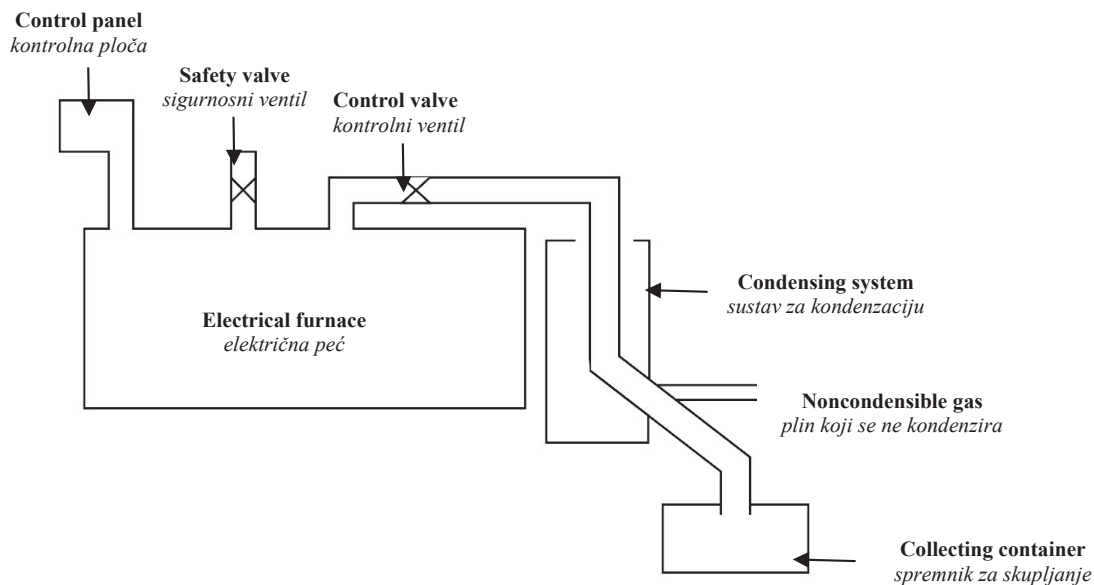 Control panel
kontrolna ploča
Safety valve
sigurnosni ventil
Control valve
kontrolni ventil
Electrical furnace
električna peć
Condensing system
sustav za kondenzaciju
Noncondensible gas
plin koji se ne kondenzira
Collecting container
spremnik za skupljanje